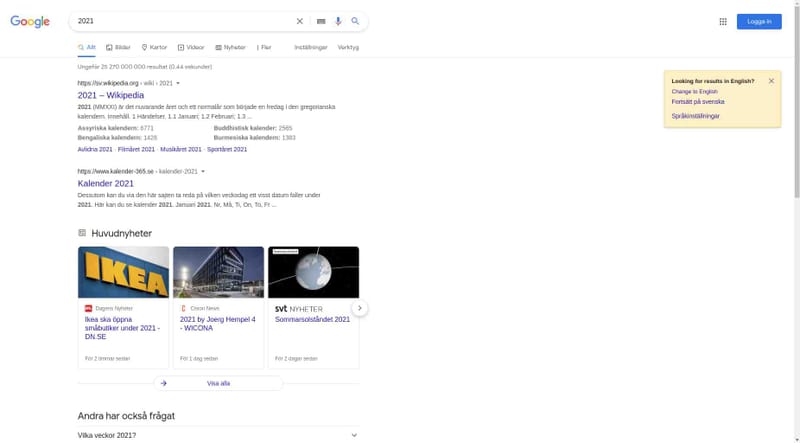 Google
2021
Logga in
Allt
Bilder
Kartor
Videor
Nyheter
Fler
Inställningar
Verktyg
Ungefär 25 270 000 000 resultat (0,44 sekunder)
https://sv.wikipedia.org › wiki › 2021
2021 – Wikipedia
2021 (MMXXI) är det nuvarande året och ett normalår som började en fredag i den gregorianska
kalendern. Innehåll. 1 Händelser. 1.1 Januari; 1.2 Februari; 1.3 ...
Assyriska kalendern: 6771
Buddhistisk kalender: 2565
Bengaliska kalendern: 1428
Burmesiska kalendern: 1383
Avlidna 2021 · Filmåret 2021 · Musikåret 2021 · Sportåret 2021
https://www.kalender-365.se › kalender-2021
Kalender 2021
Dessutom kan du via den här sajten ta reda på vilken veckodag ett visst datum faller under
2021. Här kan du se kalender 2021. Januari 2021. Nr, Må, Ti, On, To, Fr ...
Looking for results in English?
Change to English
Fortsätt på svenska
Språkinställningar
Huvudnyheter
IKEA
Dagens Nyheter
Ikea ska öppna
småbutiker under 2021 -
DN.SE
För 2 timmar sedan
Cision News
2021 by Joerg Hempel 4
- WICONA
För 1 dag sedan
svt NYHETER
Sommarsolståndet 2021
För 2 dagar sedan
Visa alla
Andra har också frågat
Vilka veckor 2021?